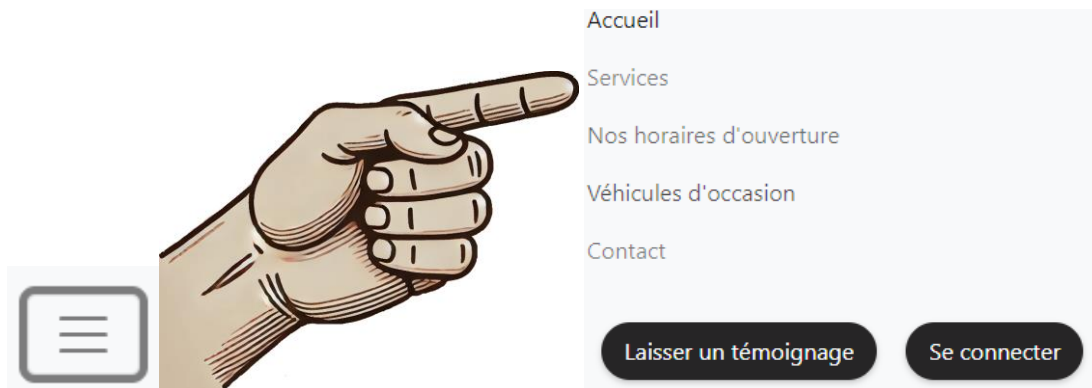 Accueil
Services
Nos horaires d'ouverture
Véhicules d'occasion
Contact
Laisser un témoignage
Se connecter